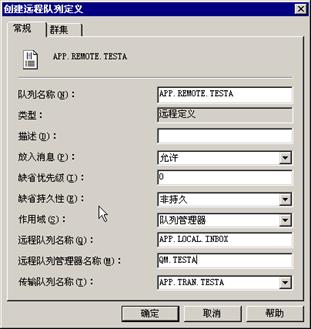 创建远程队列定义
常规 群集
APP.REMOTE.TESTA
队列名称(N)： APP.REMOTE.TESTA
类型： 远程定义
描述(D)：
放入消息(P)： 允许
缺省优先级(I)： 0
缺省持久性(E)： 非持久
作用域(S)： 队列管理器
远程队列名称(Q)： APP.LOCAL.INBOX
远程队列管理器名称(M)： QM.TESTA
传输队列名称(T)： APP.TRAN.TESTA
确定 取消 帮助